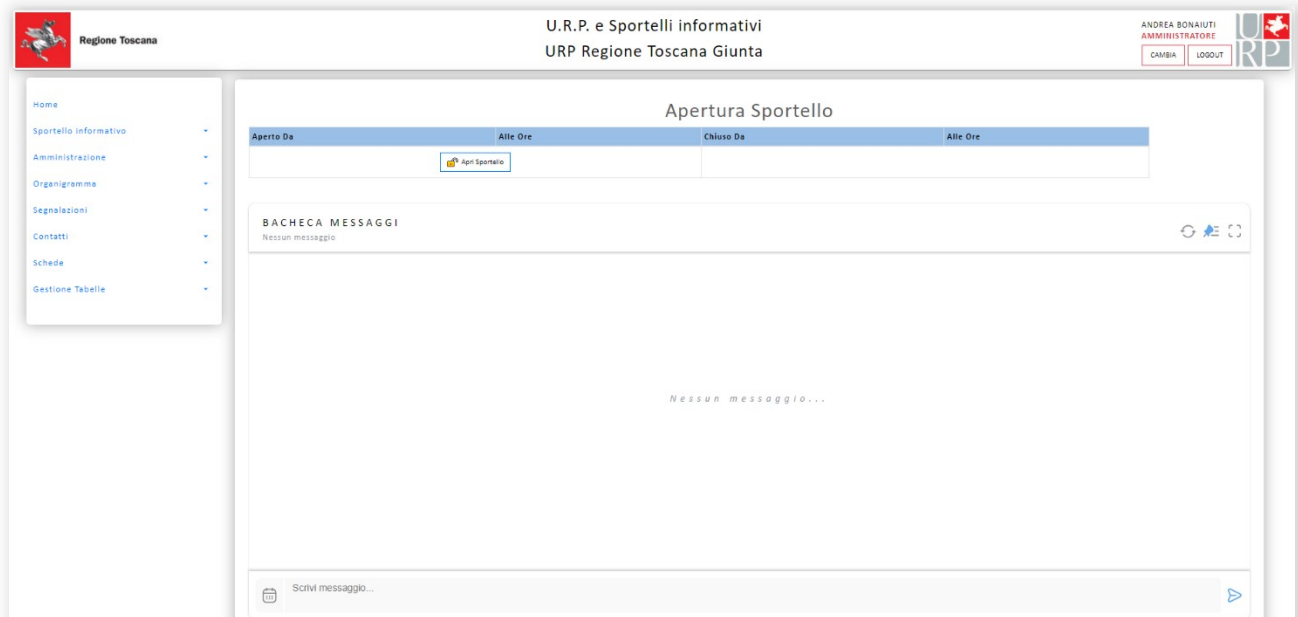 Regione Toscana
U.R.P. e Sportelli informativi
URP Regione Toscana Giunta
ANDREA BONAIUTI
AMMINISTRATORE
CAMBIA LOGOUT
URP
Home
Sportello Informativo
Amministrazione
Organigramma
Segnalazioni
Contatti
Schede
Gestione Tabelle
Apertura Sportello
Aperto Da Alle Ore Chiuso Da Alle Ore
Apri Sportello
BACHECA MESSAGGI
Nessun messaggio
Nessun messaggio...
Scrivi messaggio...